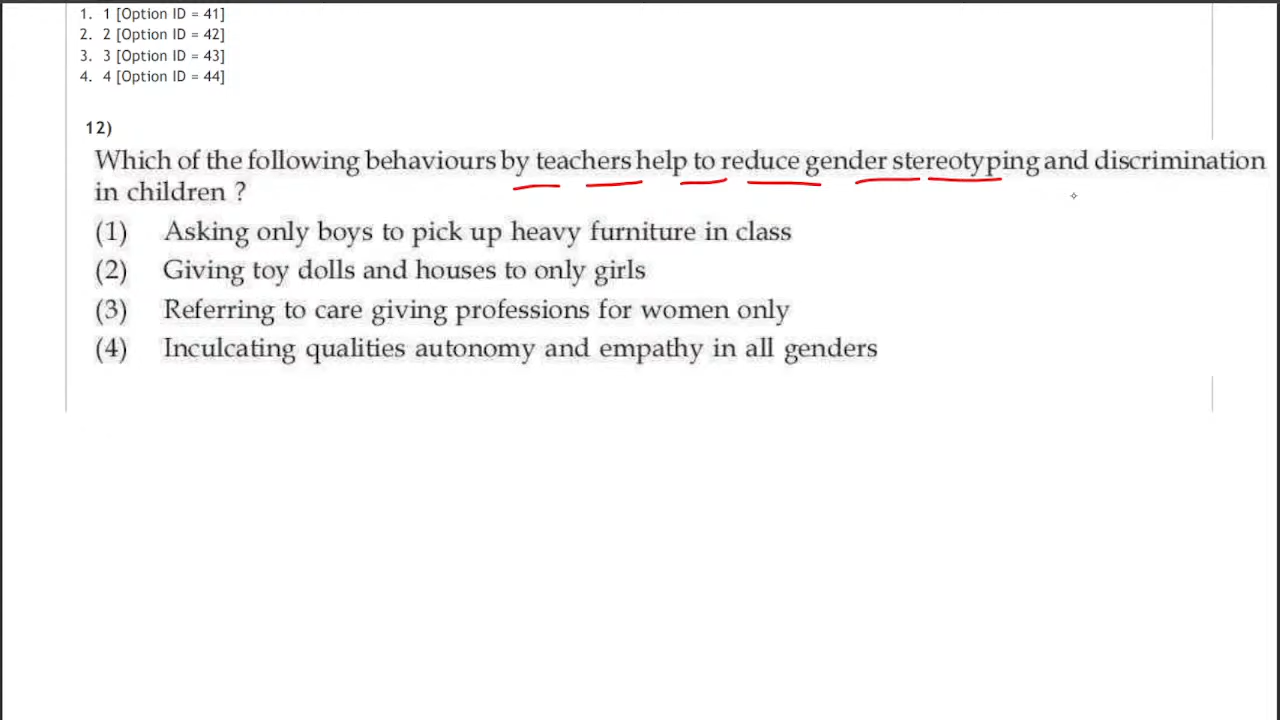 1. 1 [Option ID = 41]
2. 2 [Option ID = 42]
3. 3 [Option ID = 43]
4. 4 [Option ID = 44]
12)
Which of the following behaviours by teachers help to reduce gender stereotyping and discrimination
in children ?
(1) Asking only boys to pick up heavy furniture in class
(2) Giving toy dolls and houses to only girls
(3) Referring to care giving professions for women only
(4) Inculcating qualities autonomy and empathy in all genders